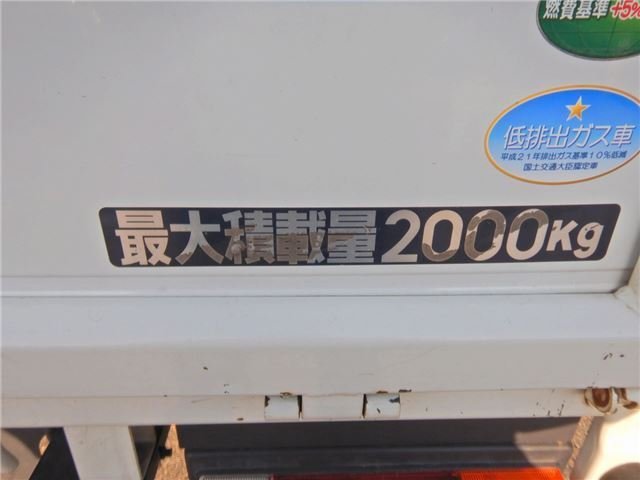 燃費基準+5%
低排出ガス車
平成21年排出ガス基準10%低減
国土交通大臣認定車
最大積載量2000Kg